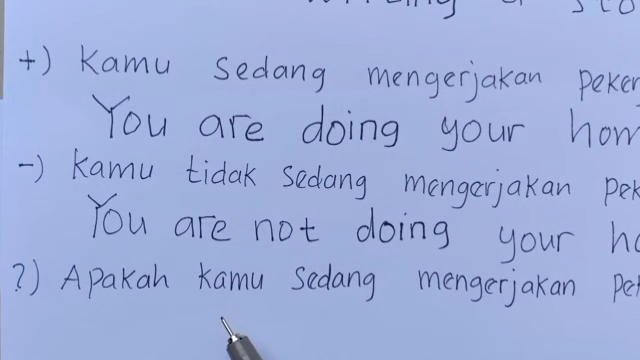 +) Kamu sedang mengerjakan
You are doing your
-) Kamu tidak sedang mengerjakan
You are not doing your
?) Apakah kamu sedang mengerjakan